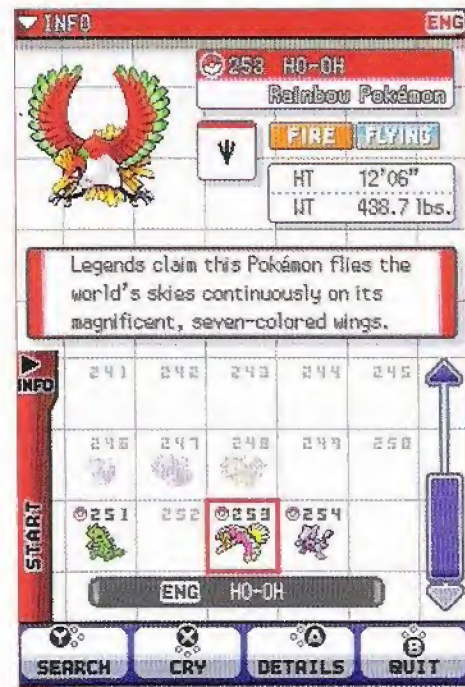 INFO ENG
253 HO-OH
Rainbow Pokémon
FIRE FLYING
HT 12'06"
WT 438.7 lbs.
Legends claim this Pokémon flies the
world's skies continuously on its
magnificent, seven-colored wings.
INFO
241 242 243 244 245
246 247 248 249 250
251 252 253 254
START
ENG HO-OH
Y X A B
SEARCH CRY DETAILS QUIT